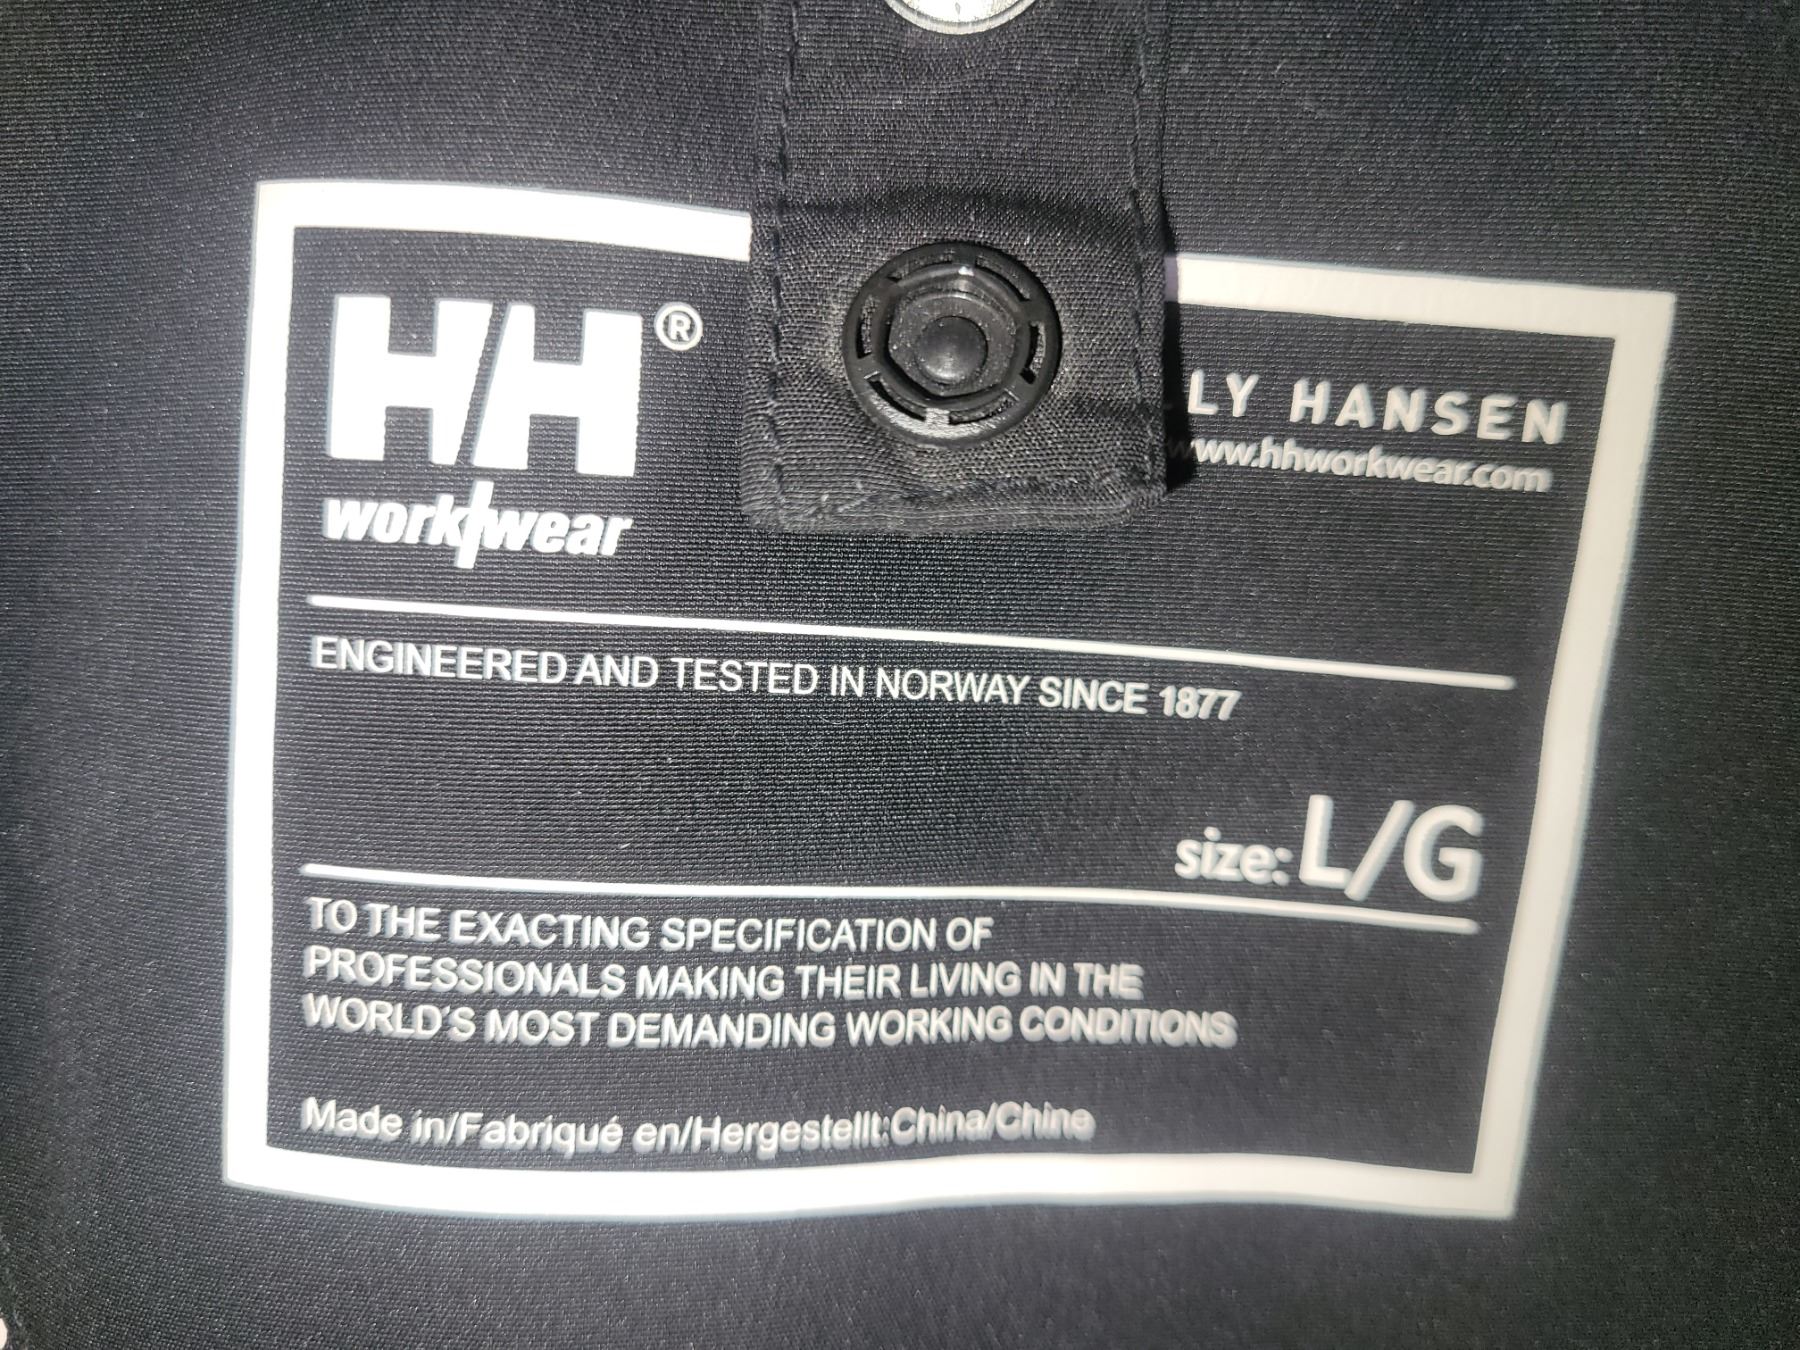 HH®
LY HANSEN
www.hhworkwear.com
workwear
ENGINEERED AND TESTED IN NORWAY SINCE 1877
size: L/G
TO THE EXACTING SPECIFICATION OF
PROFESSIONALS MAKING THEIR LIVING IN THE
WORLD'S MOST DEMANDING WORKING CONDITIONS
Made in/Fabriqué en/Hergestellt:China/Chine